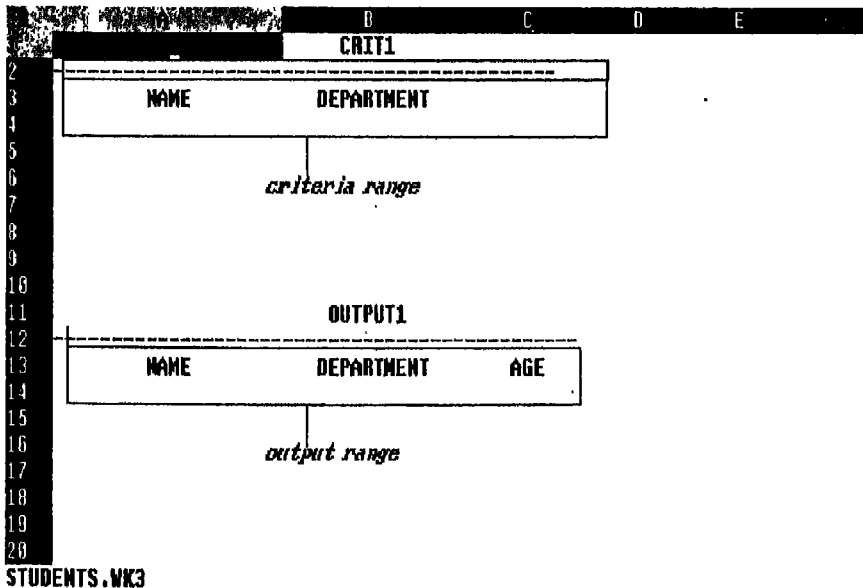 A B C D E
1 CRIT1
2 ------------------------------------------------
3 NAME DEPARTMENT
4
5
6 criteria range
7
8
9
10
11 OUTPUT1
12 ------------------------------------------------
13 NAME DEPARTMENT AGE
14
15
16 output range
17
18
19
20
STUDENTS.WK3